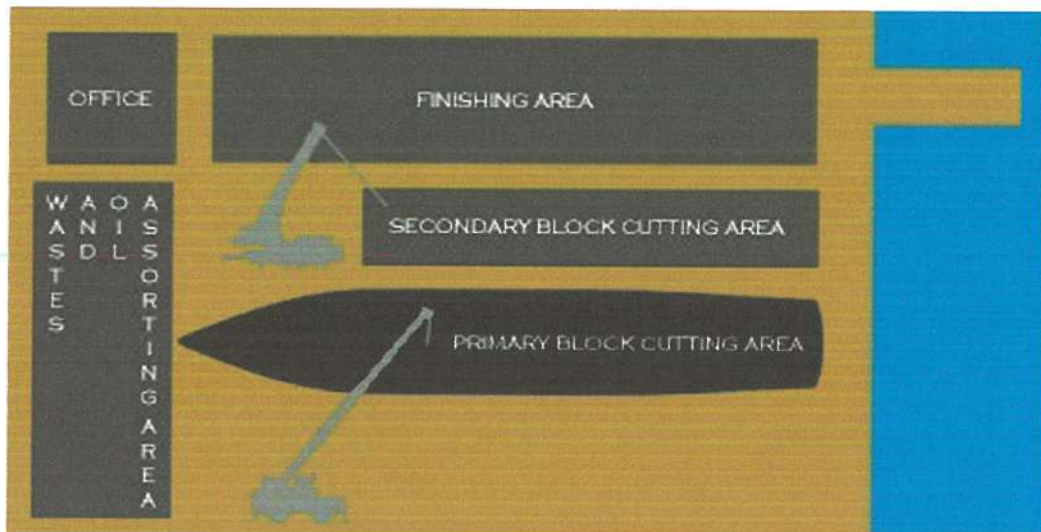 OFFICE
FINISHING AREA
WASTES
AND
OIL
ASSORTING AREA
SECONDARY BLOCK CUTTING AREA
PRIMARY BLOCK CUTTING AREA